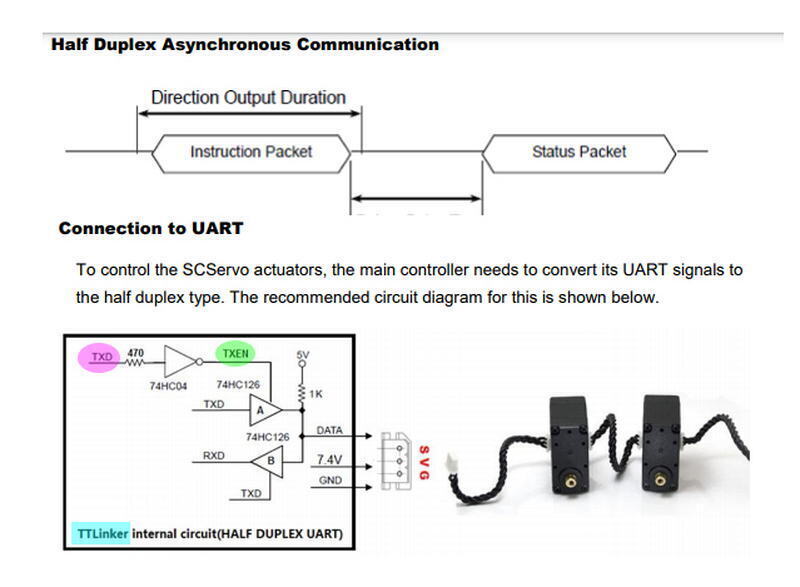 Half Duplex Asynchronous Communication
Direction Output Duration
Instruction Packet
Status Packet
Connection to UART
To control the SCServo actuators, the main controller needs to convert its UART signals to
the half duplex type. The recommended circuit diagram for this is shown below.
TXD 470
TXEN
5V
74HC04
74HC126
1K
TXD
A
74HC126
DATA
RXD
B
7.4V
GND
TXD
S V G
TTLinker internal circuit(HALF DUPLEX UART)